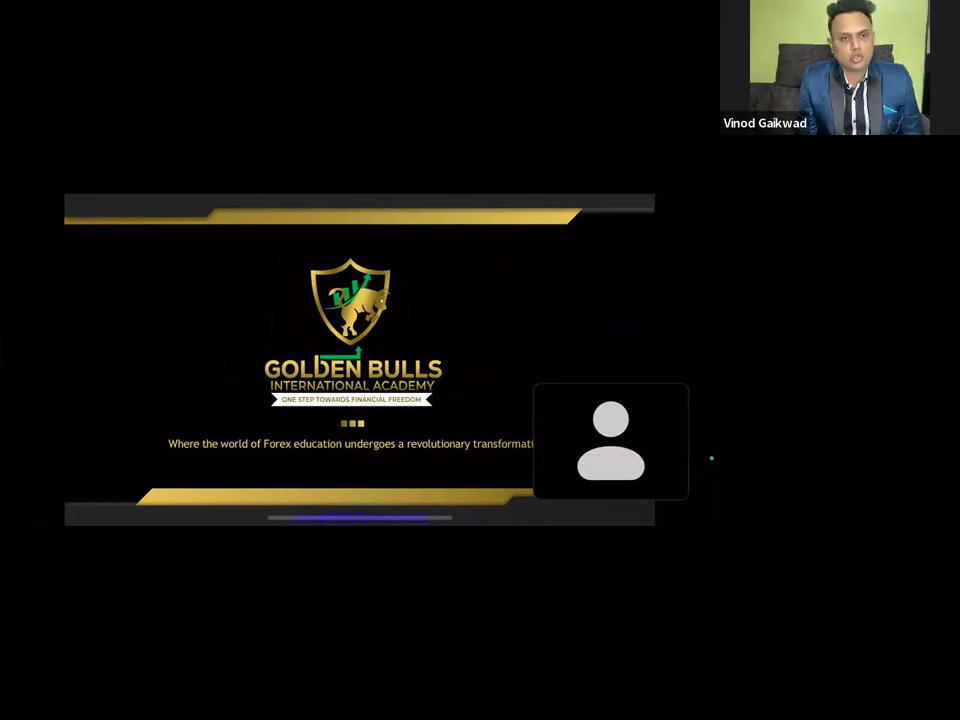 Vinod Gaikwad
GOLDEN BULLS
INTERNATIONAL ACADEMY
ONE STEP TOWARDS FINANCIAL FREEDOM
Where the world of Forex education undergoes a revolutionary transformati